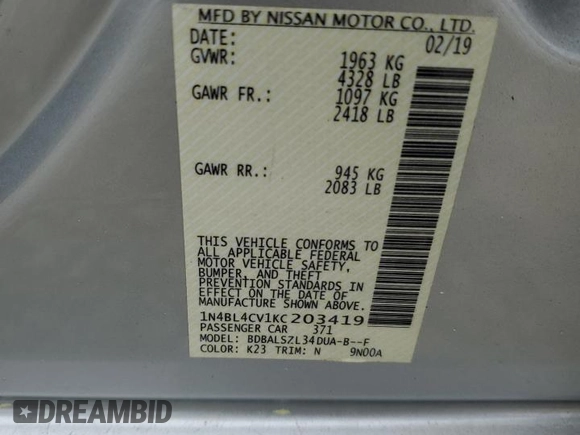 MFD BY NISSAN MOTOR CO., LTD.
DATE: 02/19
GVWR: 1963 KG
4328 LB
GAWR FR.: 1097 KG
2418 LB
GAWR RR.: 945 KG
2083 LB
THIS VEHICLE CONFORMS TO
ALL APPLICABLE FEDERAL
MOTOR VEHICLE SAFETY,
BUMPER, AND THEFT
PREVENTION STANDARDS IN
EFFECT ON THE DATE OF
MANUFACTURE SHOWN ABOVE.
1N4BL4CV1KC203419
PASSENGER CAR 371
MODEL: BDBALSZL34DUA-B--F
COLOR: K23 TRIM: N 9N00A
DREAMBID